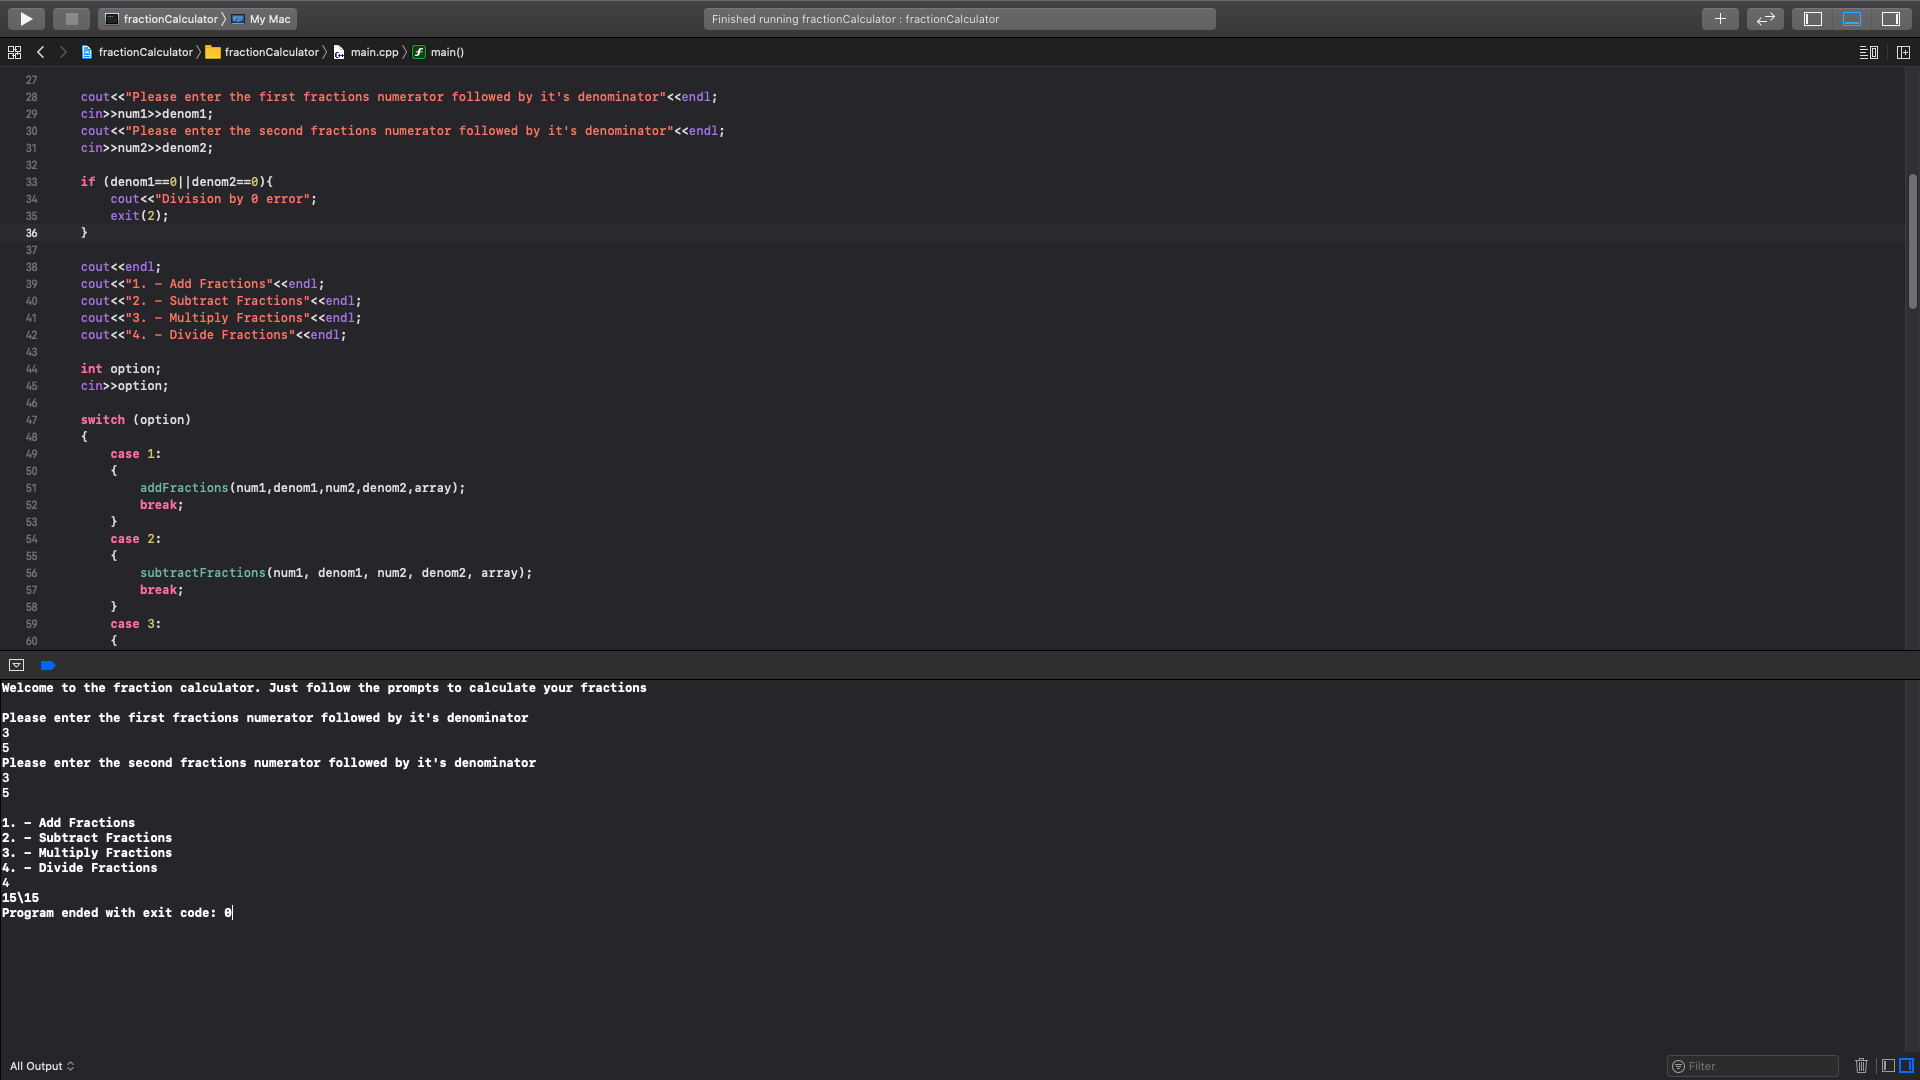 fractionCalculator 〉 My Mac
Finished running fractionCalculator : fractionCalculator
fractionCalculator 〉 fractionCalculator 〉 main.cpp 〉 main()
27
28 cout<<"Please enter the first fractions numerator followed by it's denominator"<<endl;
29 cin>>num1>>denom1;
30 cout<<"Please enter the second fractions numerator followed by it's denominator"<<endl;
31 cin>>num2>>denom2;
32
33 if (denom1==0||denom2==0){
34 cout<<"Division by 0 error";
35 exit(2);
36 }
37
38 cout<<endl;
39 cout<<"1. - Add Fractions"<<endl;
40 cout<<"2. - Subtract Fractions"<<endl;
41 cout<<"3. - Multiply Fractions"<<endl;
42 cout<<"4. - Divide Fractions"<<endl;
43
44 int option;
45 cin>>option;
46
47 switch (option)
48 {
49 case 1:
50 {
51 addFractions(num1,denom1,num2,denom2,array);
52 break;
53 }
54 case 2:
55 {
56 subtractFractions(num1, denom1, num2, denom2, array);
57 break;
58 }
59 case 3:
60 {
Welcome to the fraction calculator. Just follow the prompts to calculate your fractions
Please enter the first fractions numerator followed by it's denominator
3
5
Please enter the second fractions numerator followed by it's denominator
3
5
1. - Add Fractions
2. - Subtract Fractions
3. - Multiply Fractions
4. - Divide Fractions
4
15\15
Program ended with exit code: 0
All Output
Filter